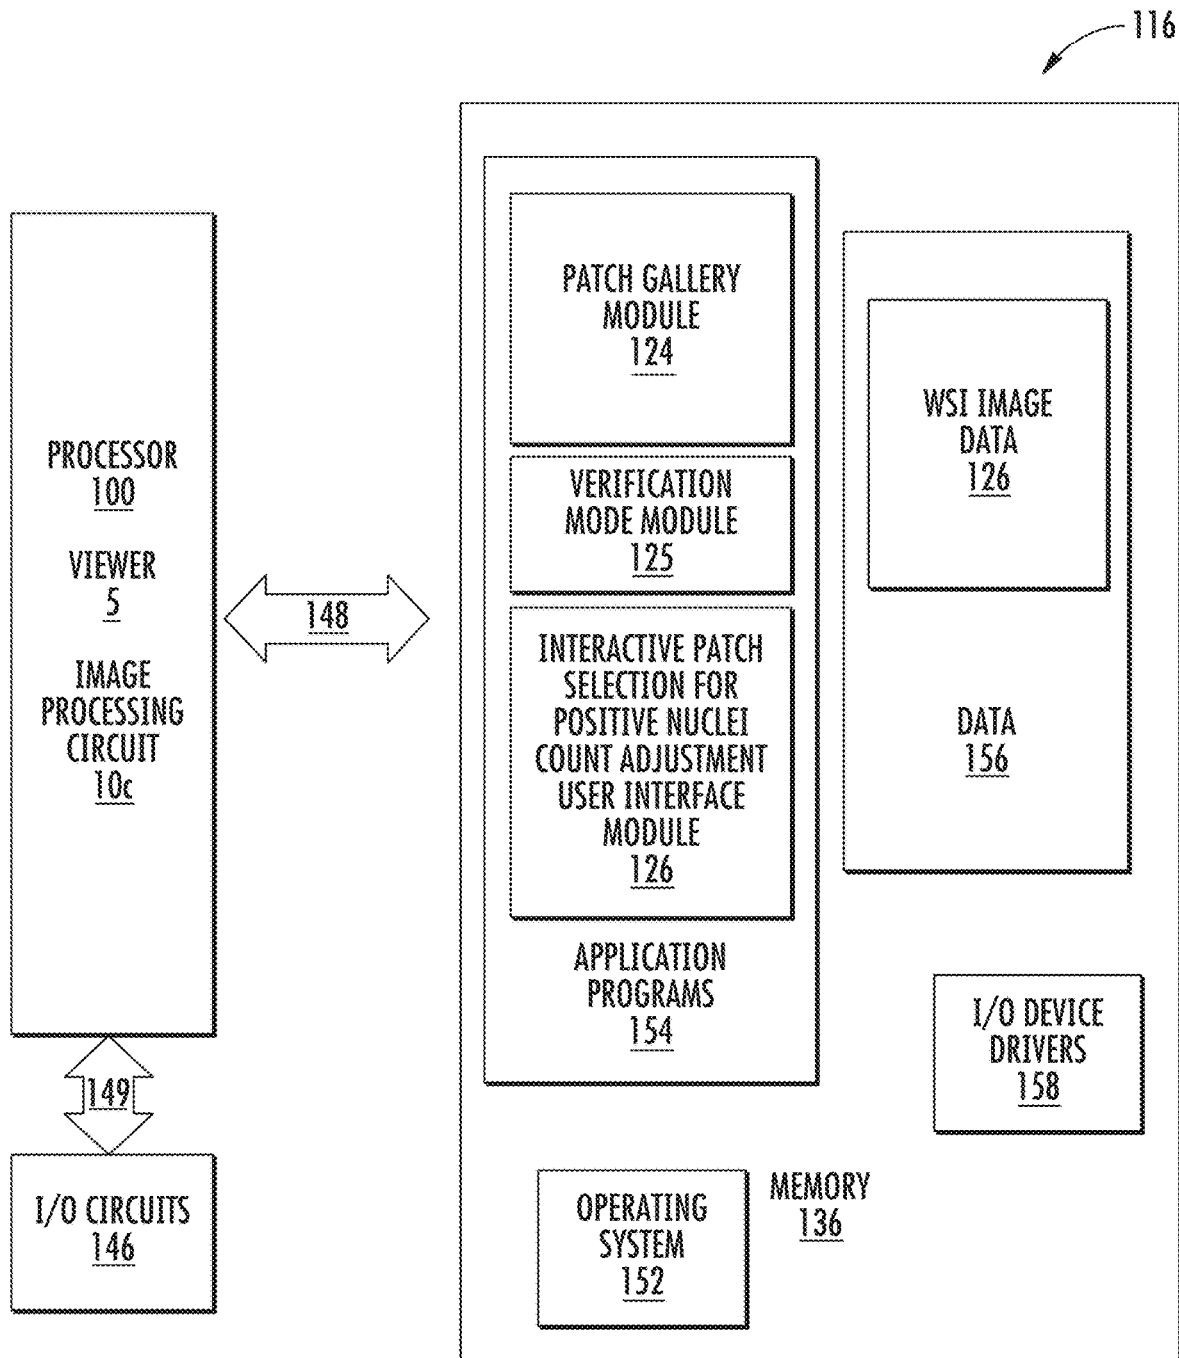 116
PROCESSOR
100
VIEWER
5
IMAGE
PROCESSING
CIRCUIT
10c
148
149
I/O CIRCUITS
146
PATCH GALLERY
MODULE
124
VERIFICATION
MODE MODULE
125
INTERACTIVE PATCH
SELECTION FOR
POSITIVE NUCLEI
COUNT ADJUSTMENT
USER INTERFACE
MODULE
126
APPLICATION
PROGRAMS
154
WSI IMAGE
DATA
126
DATA
156
I/O DEVICE
DRIVERS
158
OPERATING
SYSTEM
152
MEMORY
136